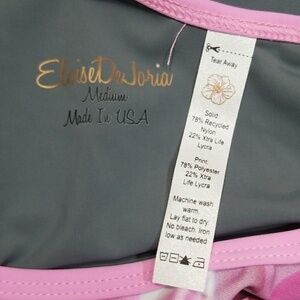 EloiseDeJoria
Medium
Made In USA
Tear Away
Solid
78% Recycled
Nylon
22% Xtra Life
Lycra
Print
78% Polyester
22% Xtra
Life Lycra
Machine wash
warm.
Lay flat to dry
No bleach. Iron
low as needed